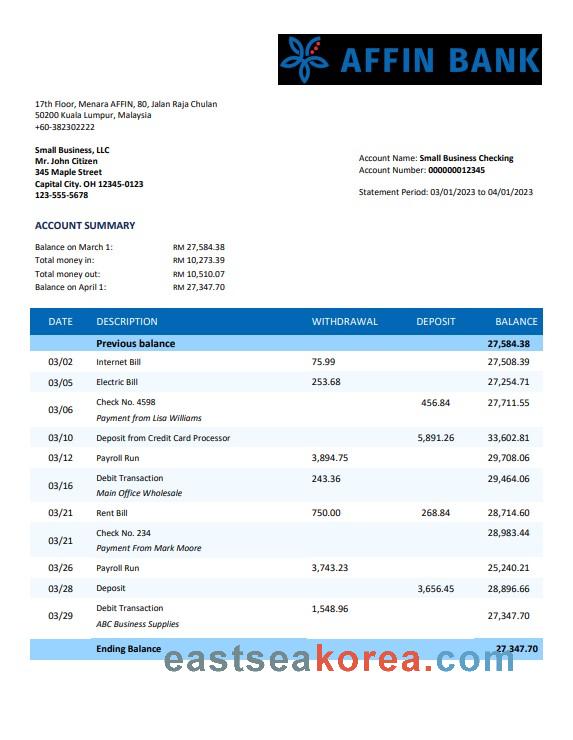 AFFIN BANK
17th Floor, Menara AFFIN, 80, Jalan Raja Chulan
50200 Kuala Lumpur, Malaysia
+60-382302222
Small Business, LLC
Mr. John Citizen
345 Maple Street
Capital City. OH 12345-0123
123-555-5678
Account Name: Small Business Checking
Account Number: 000000012345
Statement Period: 03/01/2023 to 04/01/2023
ACCOUNT SUMMARY
Balance on March 1: RM 27,584.38
Total money in: RM 10,273.39
Total money out: RM 10,510.07
Balance on April 1: RM 27,347.70
DATE DESCRIPTION WITHDRAWAL DEPOSIT BALANCE
Previous balance 27,584.38
03/02 Internet Bill 75.99 27,508.39
03/05 Electric Bill 253.68 27,254.71
03/06 Check No. 4598 456.84 27,711.55
Payment from Lisa Williams
03/10 Deposit from Credit Card Processor 5,891.26 33,602.81
03/12 Payroll Run 3,894.75 29,708.06
03/16 Debit Transaction 243.36 29,464.06
Main Office Wholesale
03/21 Rent Bill 750.00 268.84 28,714.60
03/21 Check No. 234 28,983.44
Payment From Mark Moore
03/26 Payroll Run 3,743.23 25,240.21
03/28 Deposit 3,656.45 28,896.66
03/29 Debit Transaction 1,548.96 27,347.70
ABC Business Supplies
Ending Balance 27,347.70
eastseakorea.com